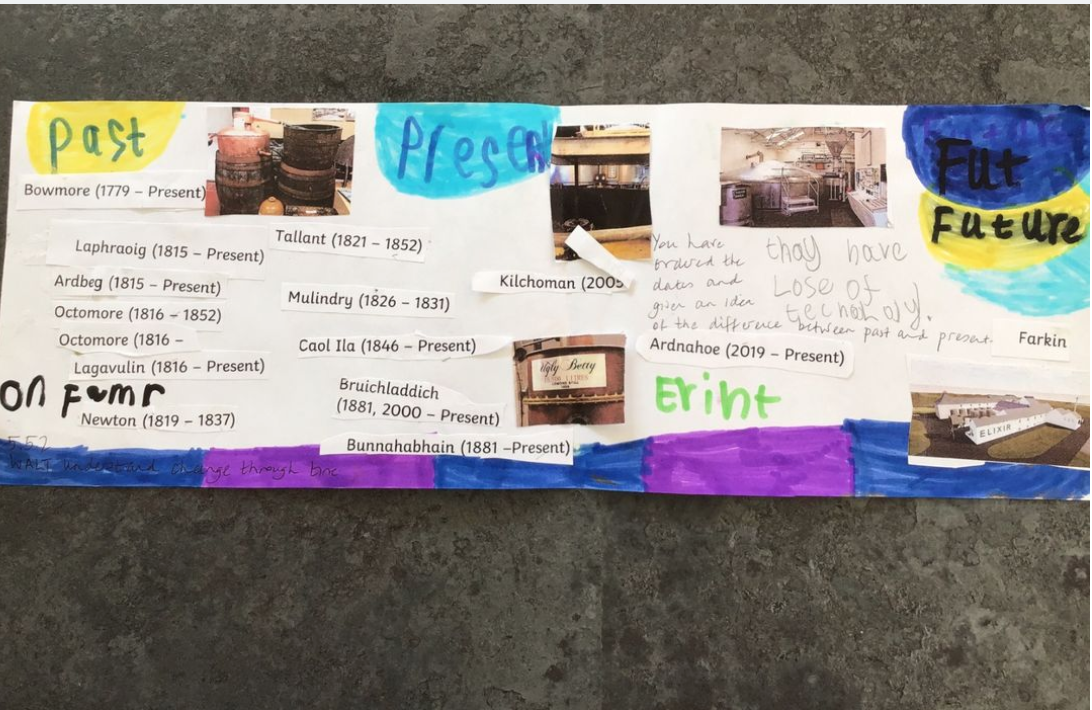 Past
Bowmore (1779 – Present)
Laphraoig (1815 – Present)
Ardbeg (1815 – Present)
Octomore (1816 – 1852)
Octomore (1816 –
Lagavulin (1816 – Present)
on
Newton (1819 – 1837)
WALT understand change through time
Present
Tallant (1821 – 1852)
Mulindry (1826 – 1831)
Caol Ila (1846 – Present)
Bruichladdich
(1881, 2000 – Present)
Bunnahabhain (1881 –Present)
Kilchoman (2005
Ugly Betty
You have
ordered the
dates and
given an idea
of the difference between past and present.
thay have
Lose of
Ardnahoe (2019 – Present)
Erint
Fut
Future
Farkin
ELIXIR